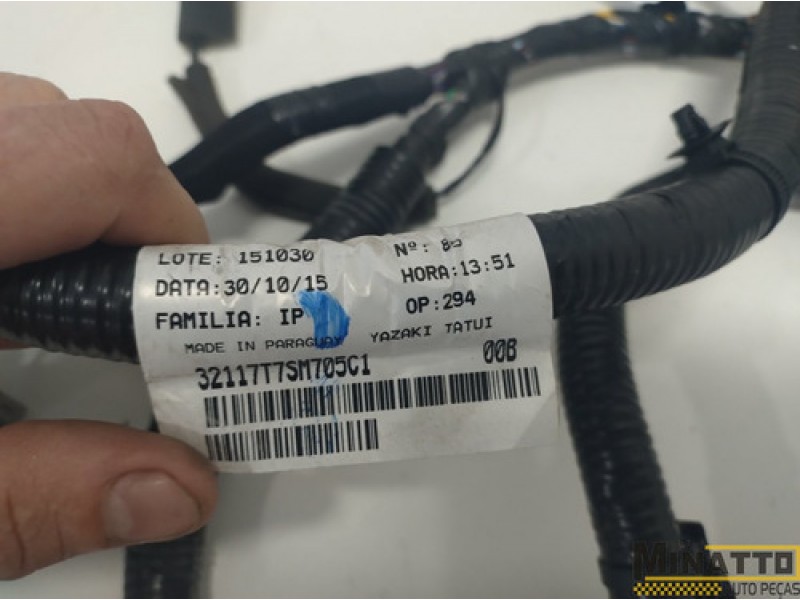 LOTE: 151030
Nº: 8
DATA:30/10/15
HORA:13:51
FAMILIA: IP
OP:294
MADE IN PARAGUAY
YAZAKI TATUI
32117T7SM705C1
00B
MINATTO
AUTO PEÇAS